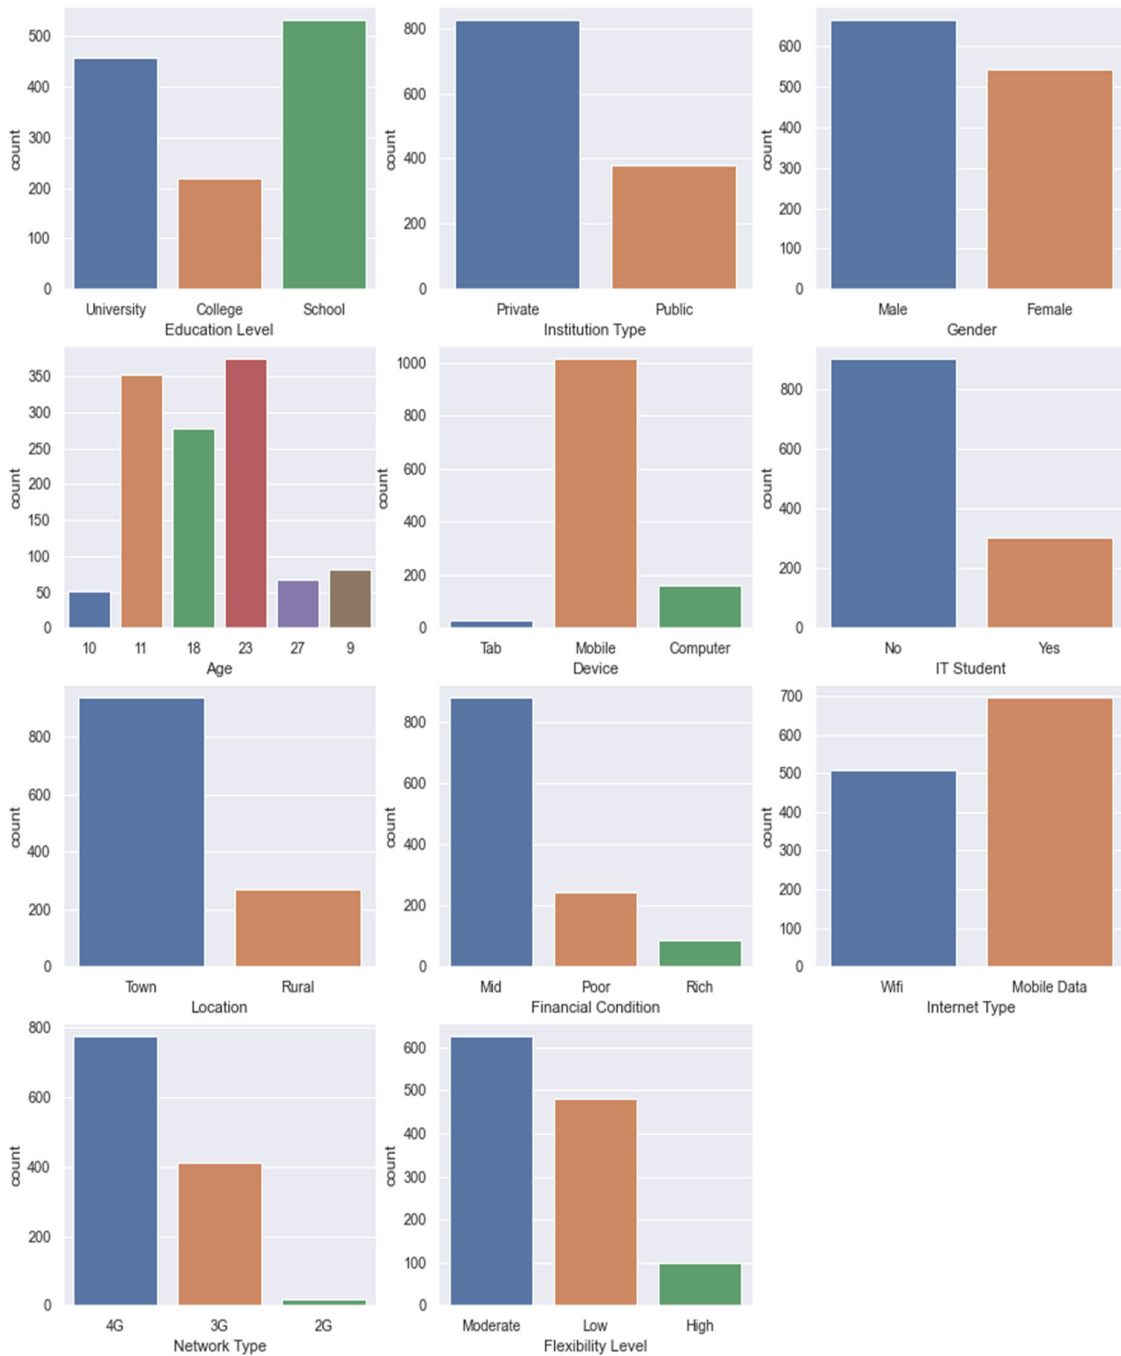 500
400
300
200
100
0
count
University College School
Education Level
800
600
400
200
0
count
Private Public
Institution Type
600
500
400
300
200
100
0
count
Male Female
Gender
350
300
250
200
150
100
50
0
count
10 11 18 23 27 9
Age
1000
800
600
400
200
0
count
Tab Mobile Computer
Device
800
600
400
200
0
count
No Yes
IT Student
800
600
400
200
0
count
Town Rural
Location
800
600
400
200
0
count
Mid Poor Rich
Financial Condition
700
600
500
400
300
200
100
0
count
Wifi Mobile Data
Internet Type
800
600
400
200
0
count
4G 3G 2G
Network Type
600
500
400
300
200
100
0
count
Moderate Low High
Flexibility Level